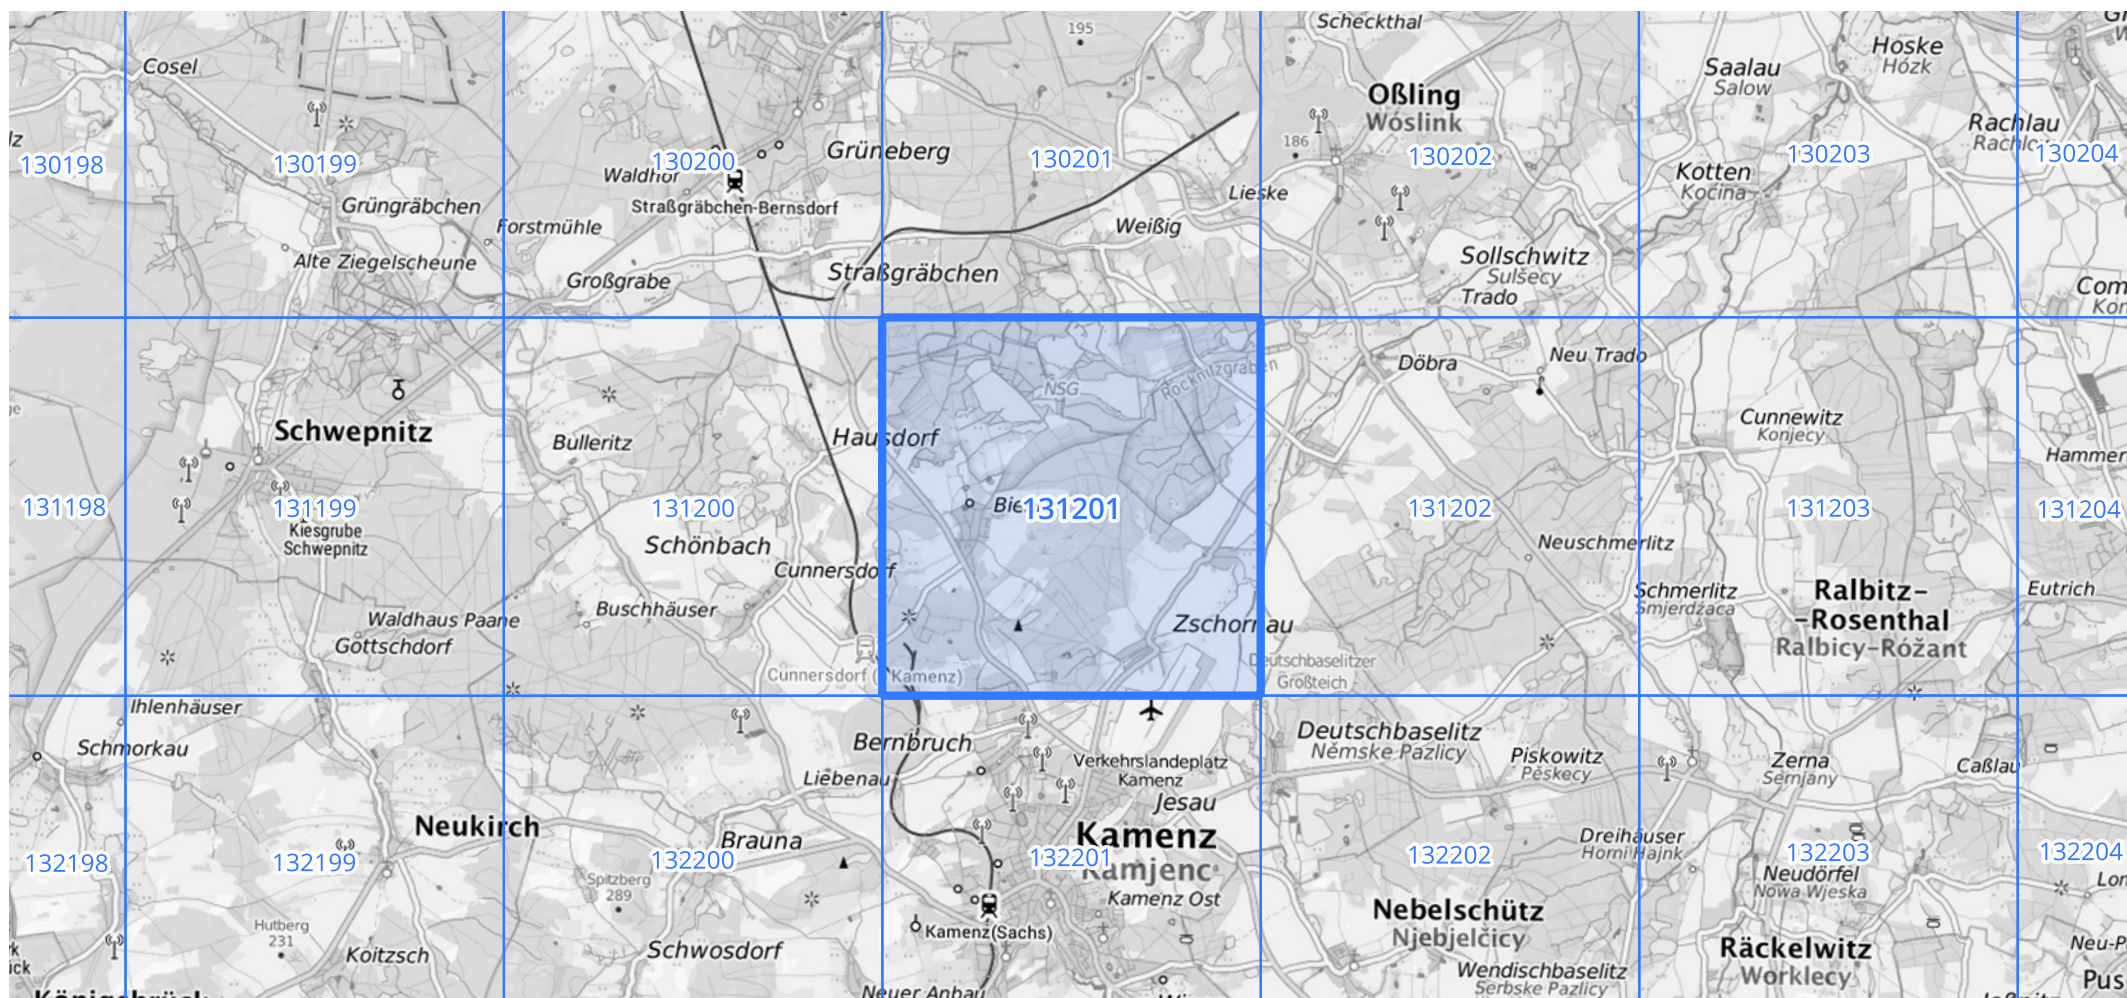 Scheckthal
195
Hoske
Hózk
Cosel
Saalau
Salow
Oßling
Wóslink
Rachlau
130198
130199
130200
Grüneberg
130201
186
130202
130203
130204
Waldhof
Straßgräbchen-Bernsdorf
Lieske
Kotten
Kočina
Grüngräbchen
Forstmühle
Weißig
Alte Ziegelscheune
Großgrabe
Straßgräbchen
Sollschwitz
Sulšecy
Trado
Döbra
Neu Trado
NSG
Rocknitzgraben
Schwepnitz
Bulleritz
Hausdorf
Cunnewitz
Konjecy
131198
131199
131200
131201
131202
131203
131204
Kiesgrube
Schwepnitz
Schönbach
Cunnersdorf
Neuschmerlitz
Schmerlitz
Smjerdźaca
Ralbitz-
-Rosenthal
Ralbicy-Róžant
Eutrich
Buschhäuser
Waldhaus Paane
Gottschdorf
Zschornau
Deutschbaselitzer
Großteich
Ihlenhäuser
Schmorkau
Bernbruch
Liebenau
Verkehrslandeplatz
Kamenz
Jesau
Deutschbaselitz
Němske Pazlicy
Piskowitz
Pěskecy
Zerna
Sernjany
Caßlau
Neukirch
Brauna
Kamenz
Kamjenc
Kamenz Ost
Dreihäuser
Horni Hajnk
132198
132199
132200
132201
132202
132203
132204
Spitzberg
289
Neudörfel
Nowa Wjeska
Hutberg
231
Koitzsch
Schwosdorf
Kamenz(Sachs)
Nebelschütz
Njebjelčicy
Räckelwitz
Worklecy
Wendischbaselitz
Serbske Pazlicy
Neuer Anbau